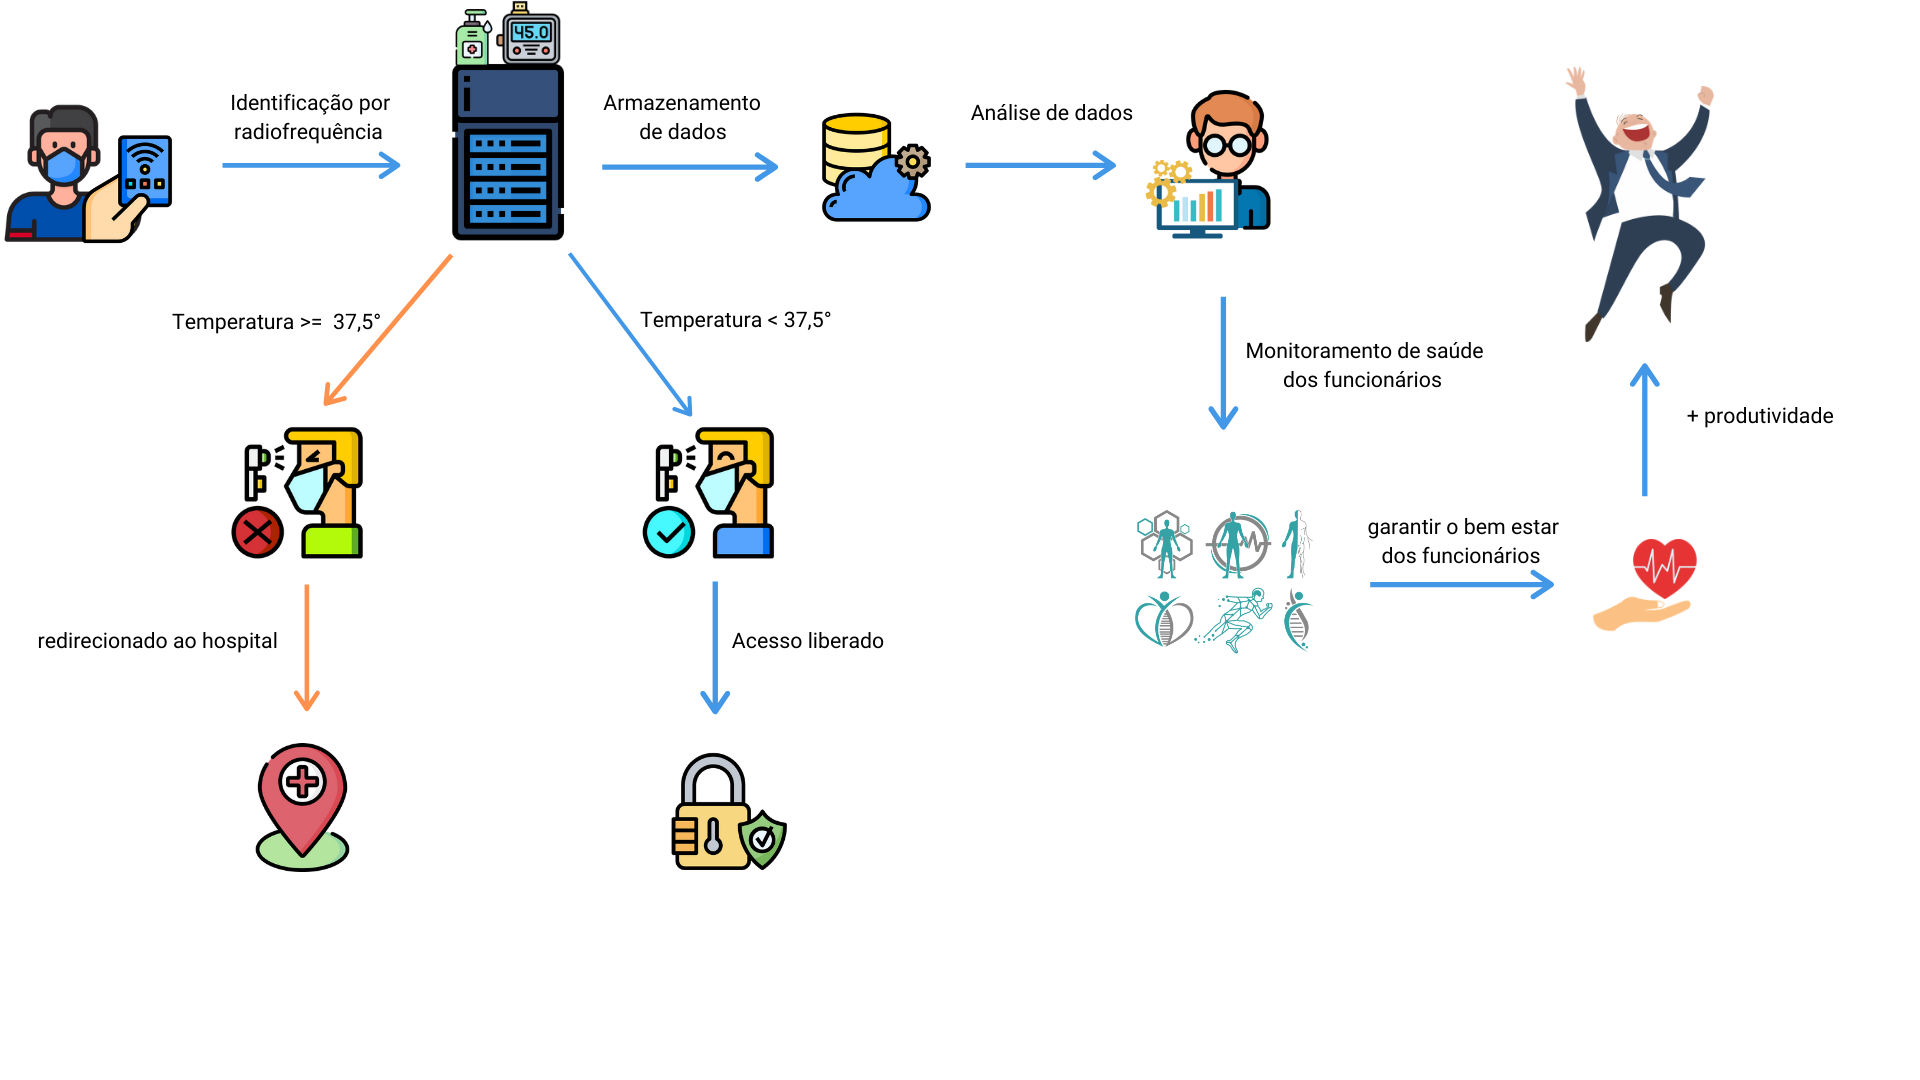 45.0
Identificação por
radiofrequência
Armazenamento
de dados
Análise de dados
Temperatura >= 37,5°
Temperatura < 37,5°
Monitoramento de saúde
dos funcionários
+ produtividade
garantir o bem estar
dos funcionários
redirecionado ao hospital
Acesso liberado